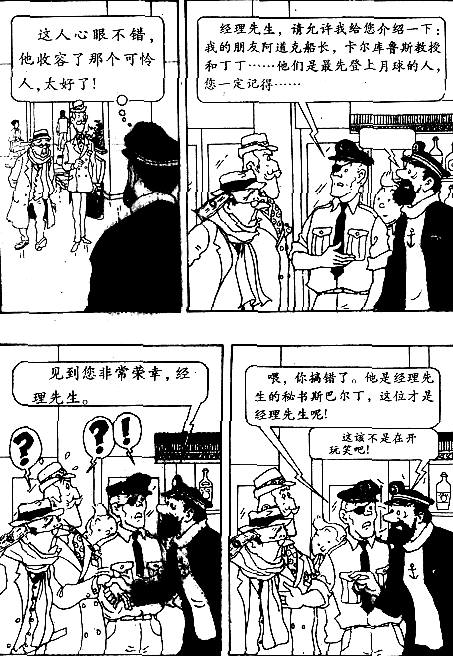 这人心眼不错，
他收容了那个可怜
人，太好了！
经理先生，请允许我给您介绍一下：
我的朋友阿道克船长，卡尔库鲁斯教授
和丁丁……他们是最先登上月球的人，
您一定记得……
见到您非常荣幸，经
理先生。
？
？
！
喂，你搞错了。他是经理先
生的秘书斯巴尔丁，这位才是
经理先生呢！
这该不是在开
玩笑吧！